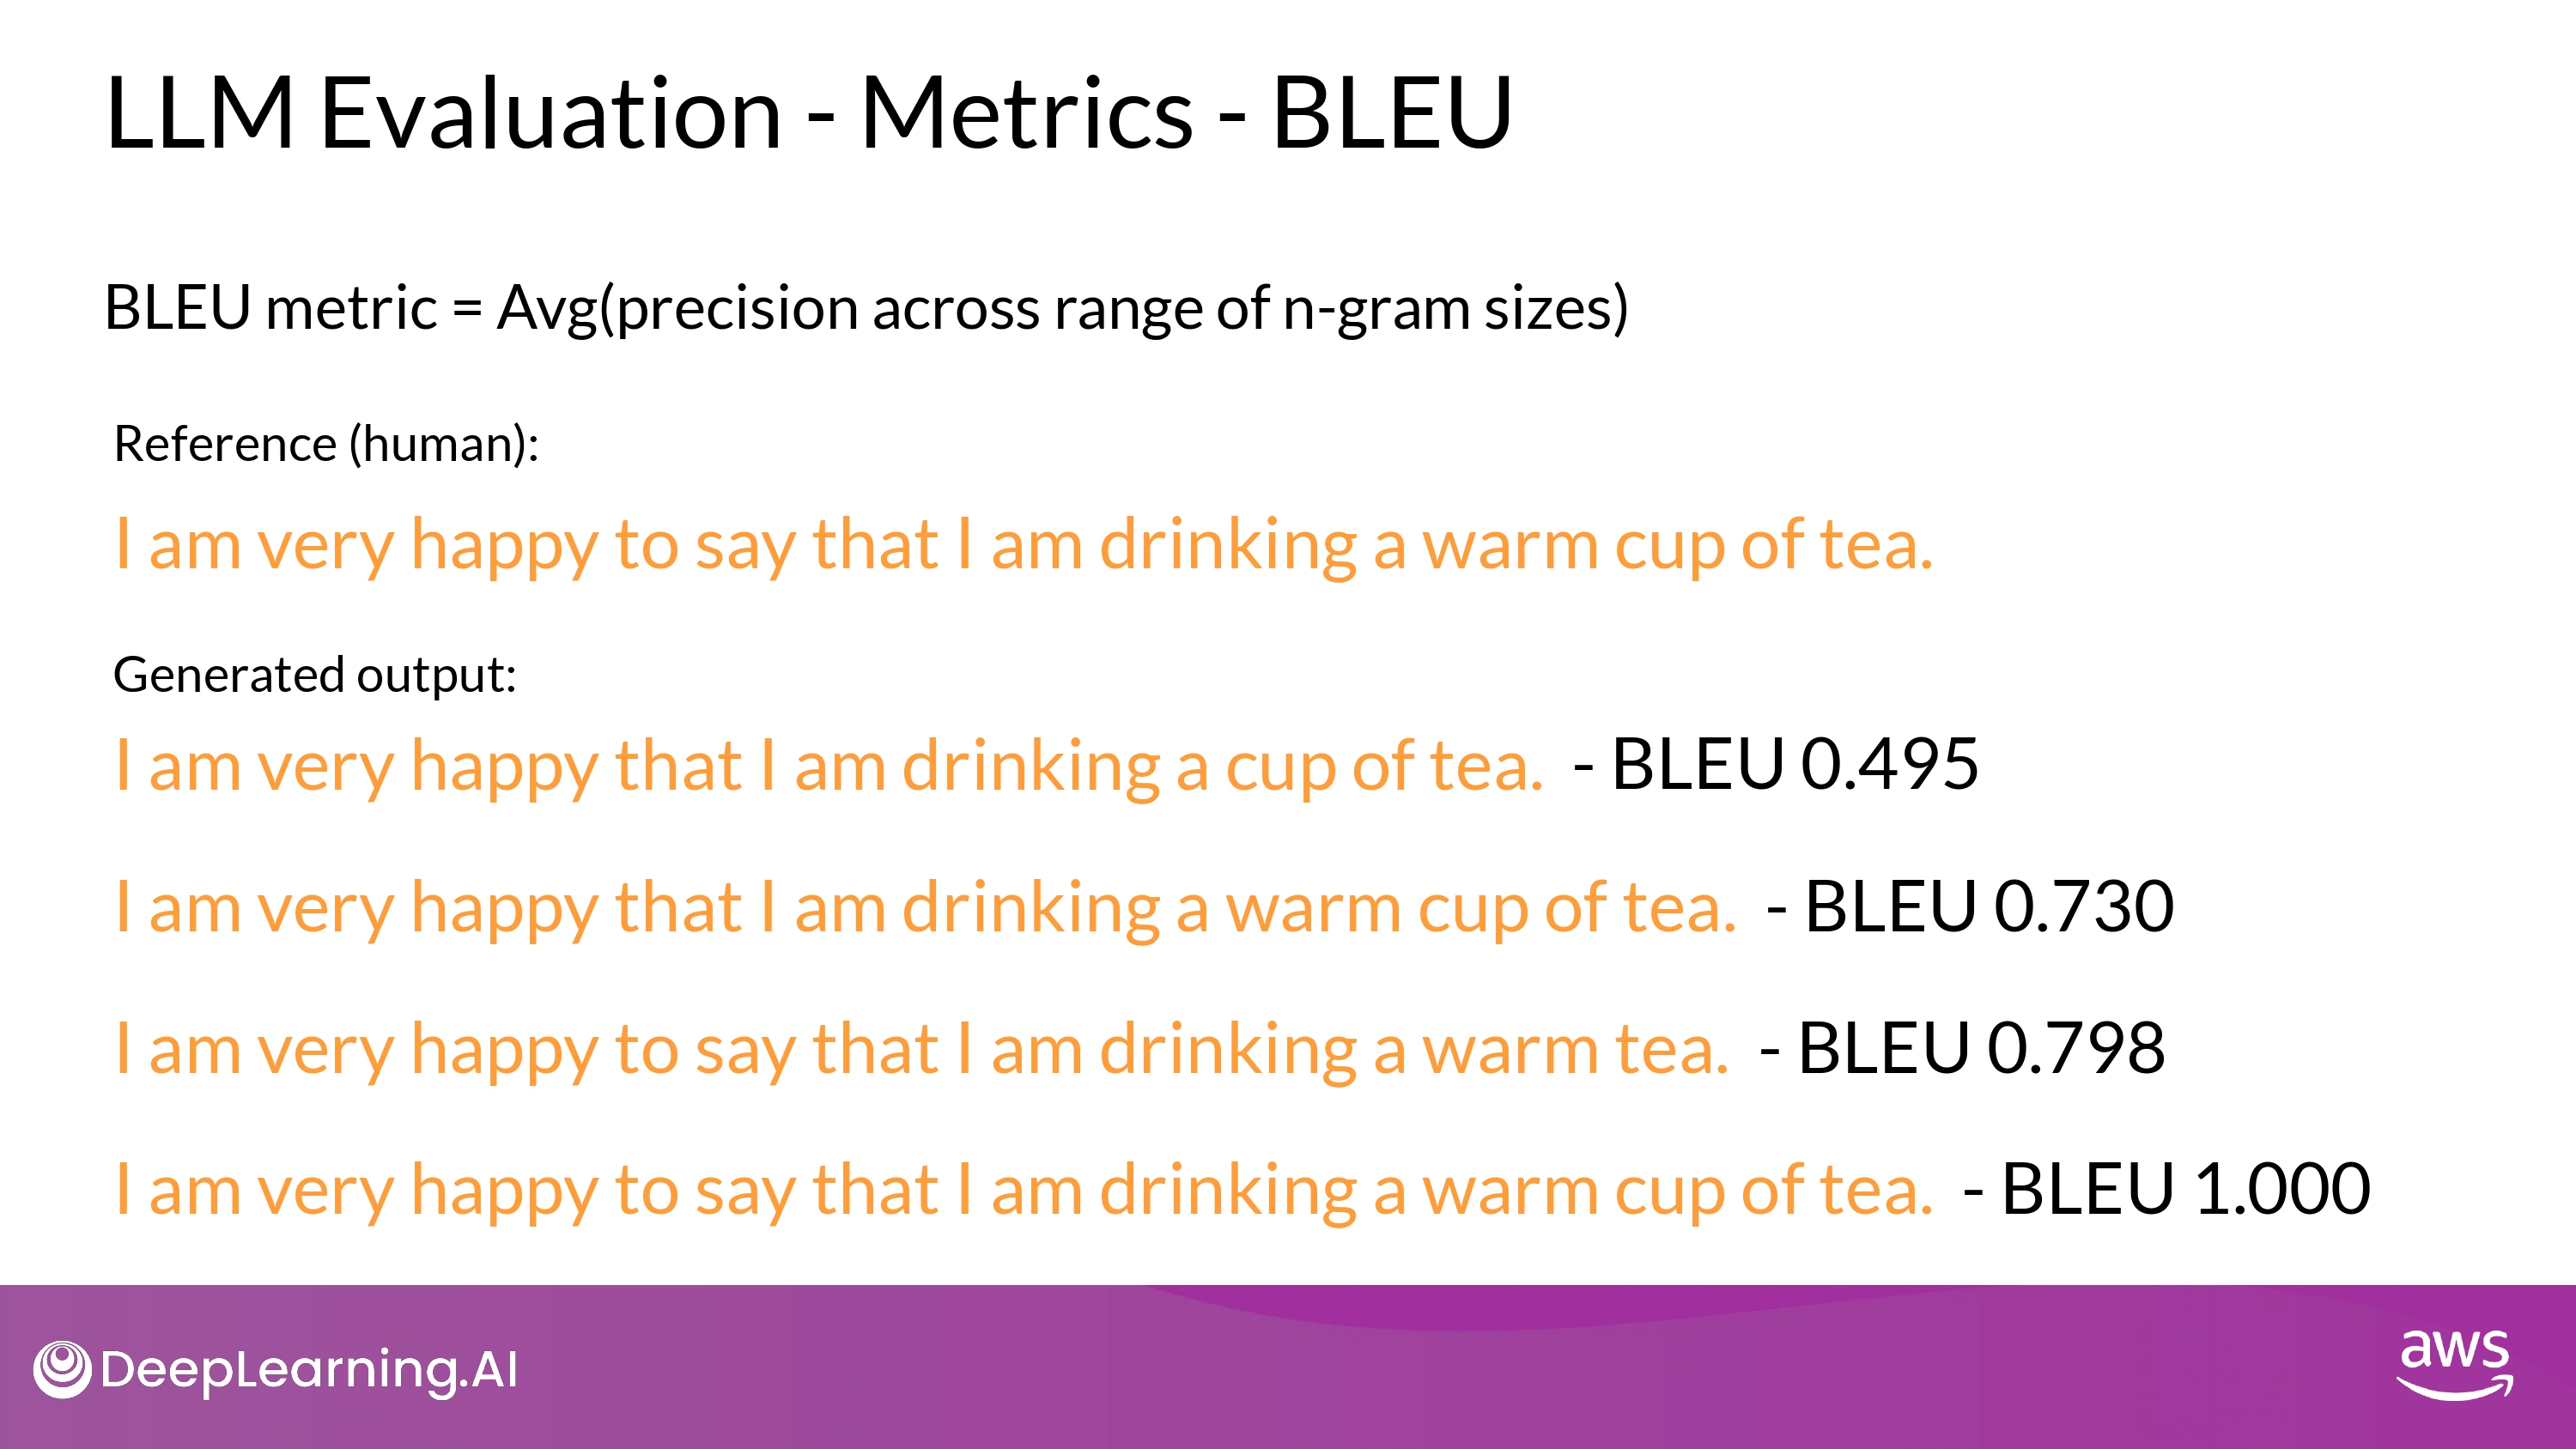 LLM Evaluation - Metrics - BLEU
BLEU metric = Avg(precision across range of n-gram sizes)
Reference (human):
I am very happy to say that I am drinking a warm cup of tea.
Generated output:
I am very happy that I am drinking a cup of tea. - BLEU 0.495
I am very happy that I am drinking a warm cup of tea. - BLEU 0.730
I am very happy to say that I am drinking a warm tea. - BLEU 0.798
I am very happy to say that I am drinking a warm cup of tea. - BLEU 1.000
DeepLearning.AI
aws